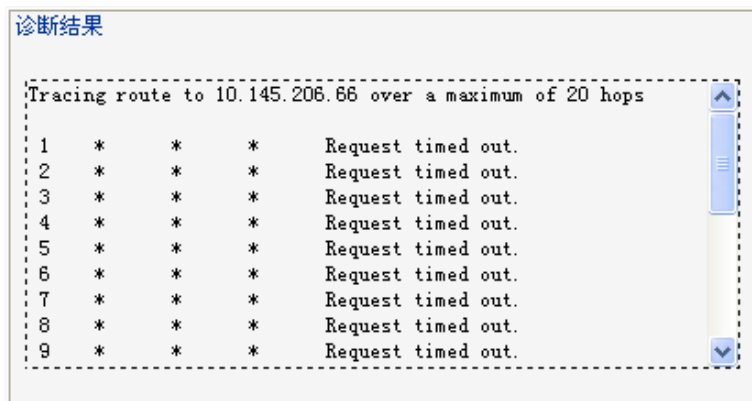 诊断结果
Tracing route to 10.145.206.66 over a maximum of 20 hops
1 * * * Request timed out.
2 * * * Request timed out.
3 * * * Request timed out.
4 * * * Request timed out.
5 * * * Request timed out.
6 * * * Request timed out.
7 * * * Request timed out.
8 * * * Request timed out.
9 * * * Request timed out.